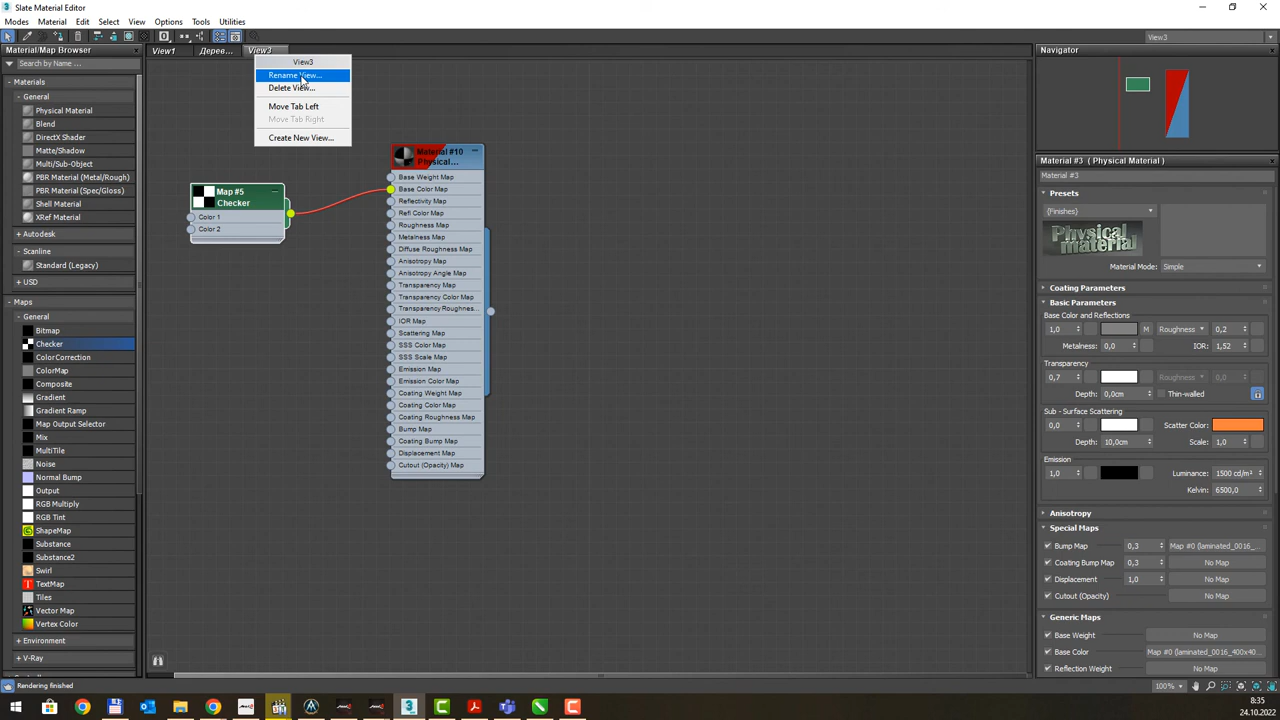 Slate Material Editor
Modes Material Edit Select View Options Tools Utilities
View3
Material/Map Browser
View1 Дерев... View3
Navigator
Search by Name ...
View3
Rename View...
Delete View...
Move Tab Left
Move Tab Right
Create New View...
- Materials
- General
Physical Material
Blend
DirectX Shader
Matte/Shadow
Multi/Sub-Object
PBR Material (Metal/Rough)
PBR Material (Spec/Gloss)
Shell Material
XRef Material
+ Autodesk
- Scanline
Standard (Legacy)
+ USD
- Maps
- General
Bitmap
Checker
ColorCorrection
ColorMap
Composite
Gradient
Gradient Ramp
Map Output Selector
Mix
MultiTile
Noise
Normal Bump
Output
RGB Multiply
RGB Tint
ShapeMap
Substance
Substance2
Swirl
TextMap
Tiles
Vector Map
Vertex Color
+ Environment
+ V-Ray
Map #5
Checker
Color 1
Color 2
Material #10
Physical...
Base Weight Map
Base Color Map
Reflectivity Map
Refl Color Map
Roughness Map
Metalness Map
Diffuse Roughness Map
Anisotropy Map
Anisotropy Angle Map
Transparency Map
Transparency Color Map
Transparency Roughnes...
IOR Map
Scattering Map
SSS Color Map
SSS Scale Map
Emission Map
Emission Color Map
Coating Weight Map
Coating Color Map
Coating Roughness Map
Bump Map
Coating Bump Map
Displacement Map
Cutout (Opacity) Map
Material #3 ( Physical Material )
Material #3
Presets
{Finishes}
Physical material
Material Mode: Simple
Coating Parameters
Basic Parameters
Base Color and Reflections
1,0 M Roughness 0,2
Metalness: 0,0 IOR: 1,52
Transparency
0,7 Roughness 0,0
Depth: 0,0cm Thin-walled
Sub - Surface Scattering
0,0 Scatter Color:
Depth: 10,0cm Scale: 1,0
Emission
1,0 Luminance: 1500 cd/m²
Kelvin: 6500,0
Anisotropy
Special Maps
Bump Map 0,3 Map #0 (laminated_0016_...
Coating Bump Map 0,3 No Map
Displacement 1,0 No Map
Cutout (Opacity) No Map
Generic Maps
Base Weight No Map
Base Color Map #0 (laminated_0016_400x40...
Reflection Weight No Map
Rendering finished
100%
8:35
24.10.2022